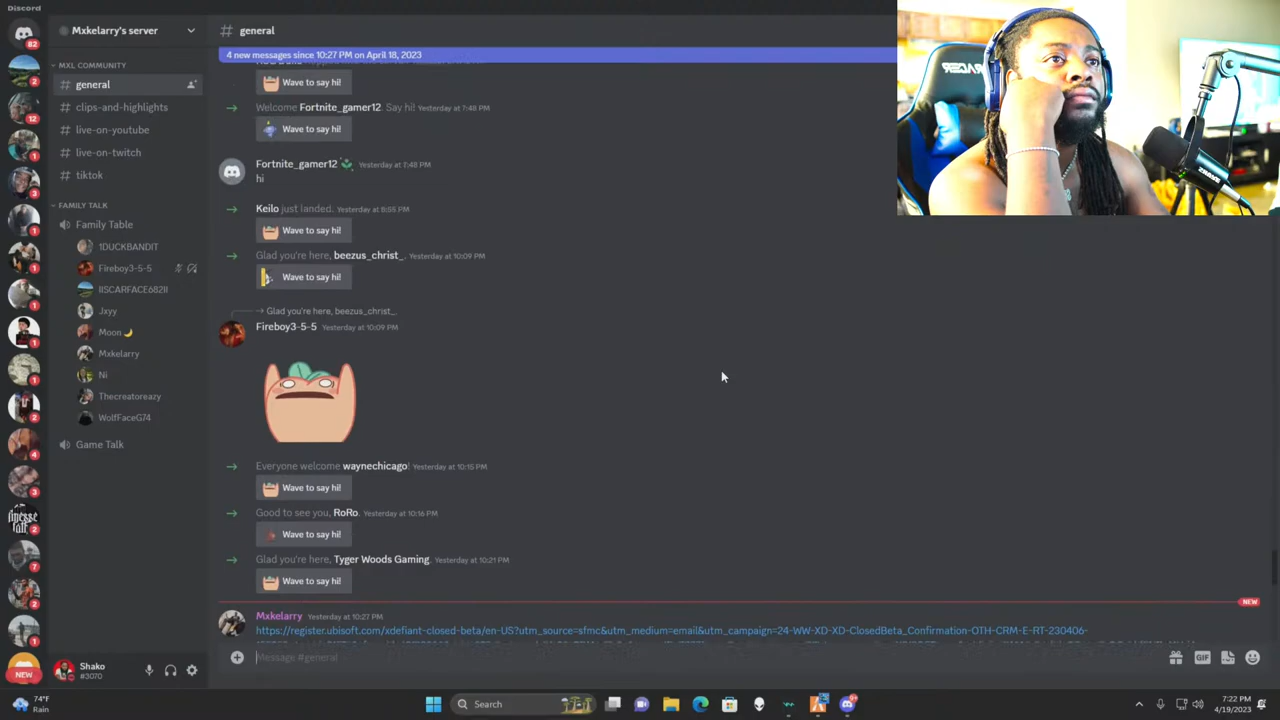 Discord
Mxkelarry's server
# general
82
4 new messages since 10:27 PM on April 18, 2023
MXL COMMUNITY
general
clips-and-highlights
live-on-youtube
live-on-twitch
tiktok
FAMILY TALK
Family Table
1DUCKBANDIT
Fireboy3-5-5
IISCARFACE682II
Jxyy
Moon 🌙
Mxkelarry
Ni
Thecreatoreazy
WolfFaceG74
Game Talk
Wave to say hi!
Welcome Fortnite_gamer12. Say hi! Yesterday at 7:48 PM
Wave to say hi!
Fortnite_gamer12 Yesterday at 7:48 PM
hi
Keilo just landed. Yesterday at 8:55 PM
Wave to say hi!
Glad you're here, beezus_christ_. Yesterday at 10:09 PM
Wave to say hi!
Glad you're here, beezus_christ_.
Fireboy3-5-5 Yesterday at 10:09 PM
Everyone welcome waynechicago! Yesterday at 10:15 PM
Wave to say hi!
Good to see you, RoRo. Yesterday at 10:16 PM
Wave to say hi!
Glad you're here, Tyger Woods Gaming. Yesterday at 10:21 PM
Wave to say hi!
NEW
Mxkelarry Yesterday at 10:27 PM
https://register.ubisoft.com/xdefiant-closed-beta/en-US?utm_source=sfmc&utm_medium=email&utm_campaign=24-WW-XD-XD-ClosedBeta_Confirmation-OTH-CRM-E-RT-230406-
Message #general
GIF
NEW
Shako
#3070
74°F
Rain
Search
7:22 PM
4/19/2023